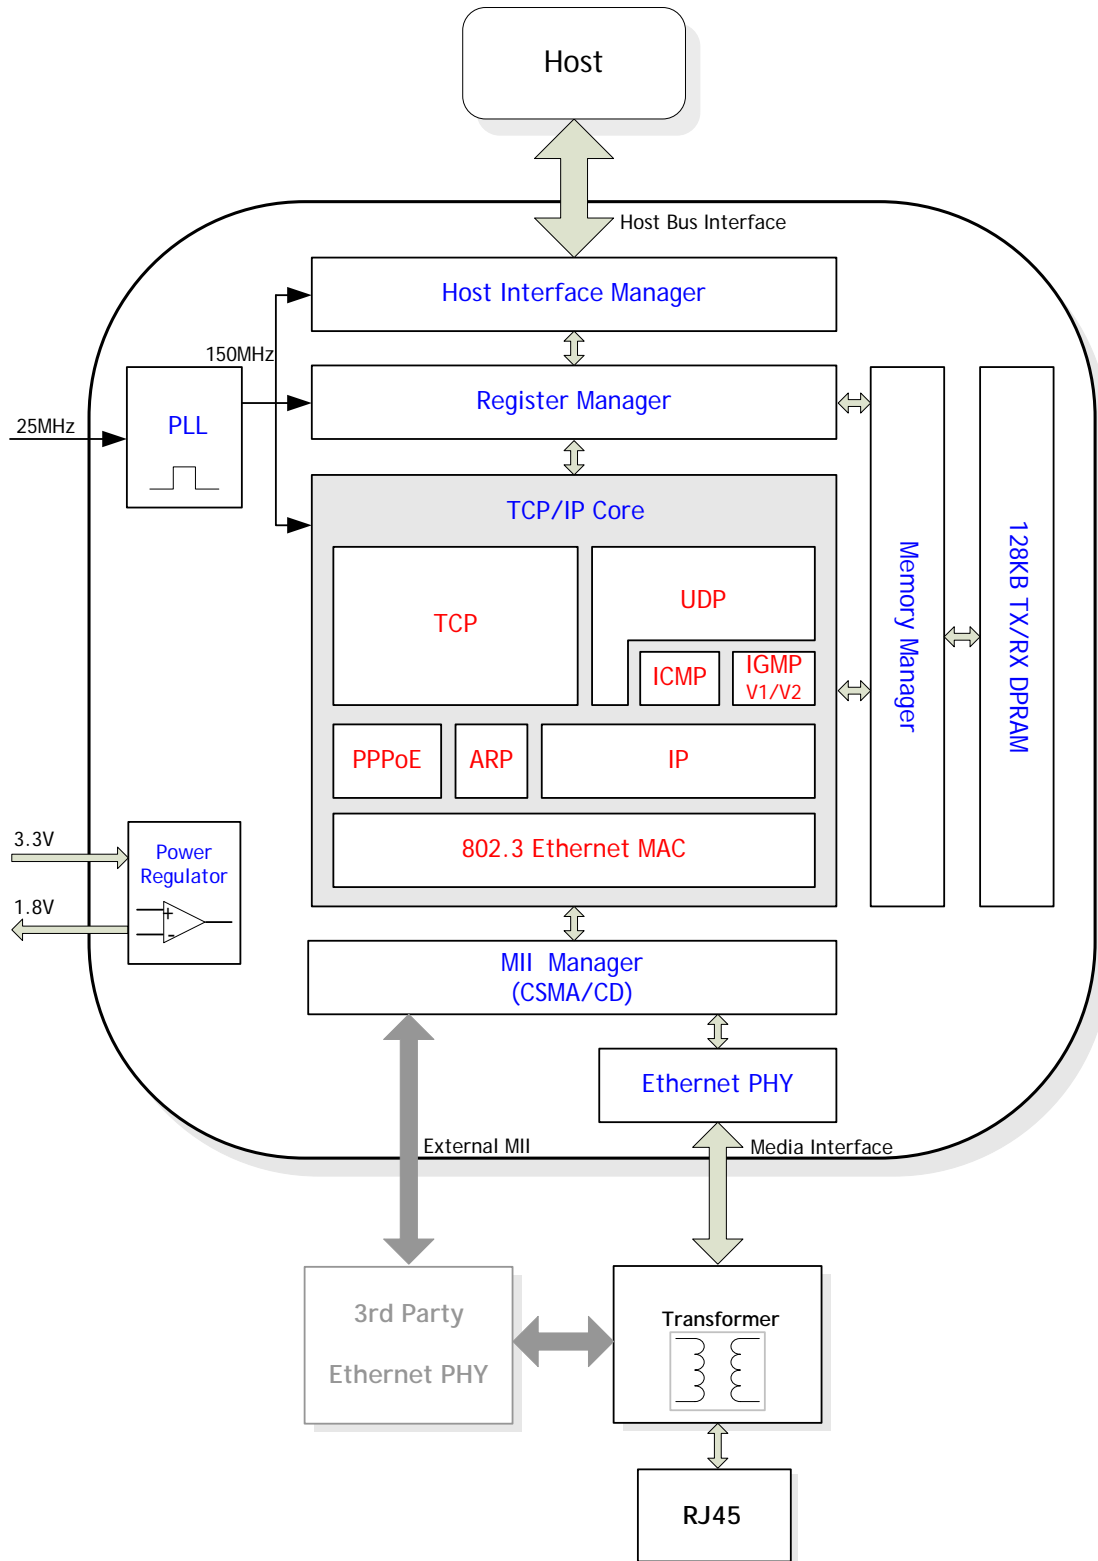 Host
Host Bus Interface
Host Interface Manager
150MHz
Register Manager
25MHz
PLL
TCP/IP Core
TCP
UDP
ICMP
IGMP
V1/V2
PPPoE
ARP
IP
802.3 Ethernet MAC
Memory Manager
128KB TX/RX DPRAM
3.3V
1.8V
Power
Regulator
+
-
MII Manager
(CSMA/CD)
Ethernet PHY
External MII
Media Interface
3rd Party
Ethernet PHY
Transformer
RJ45